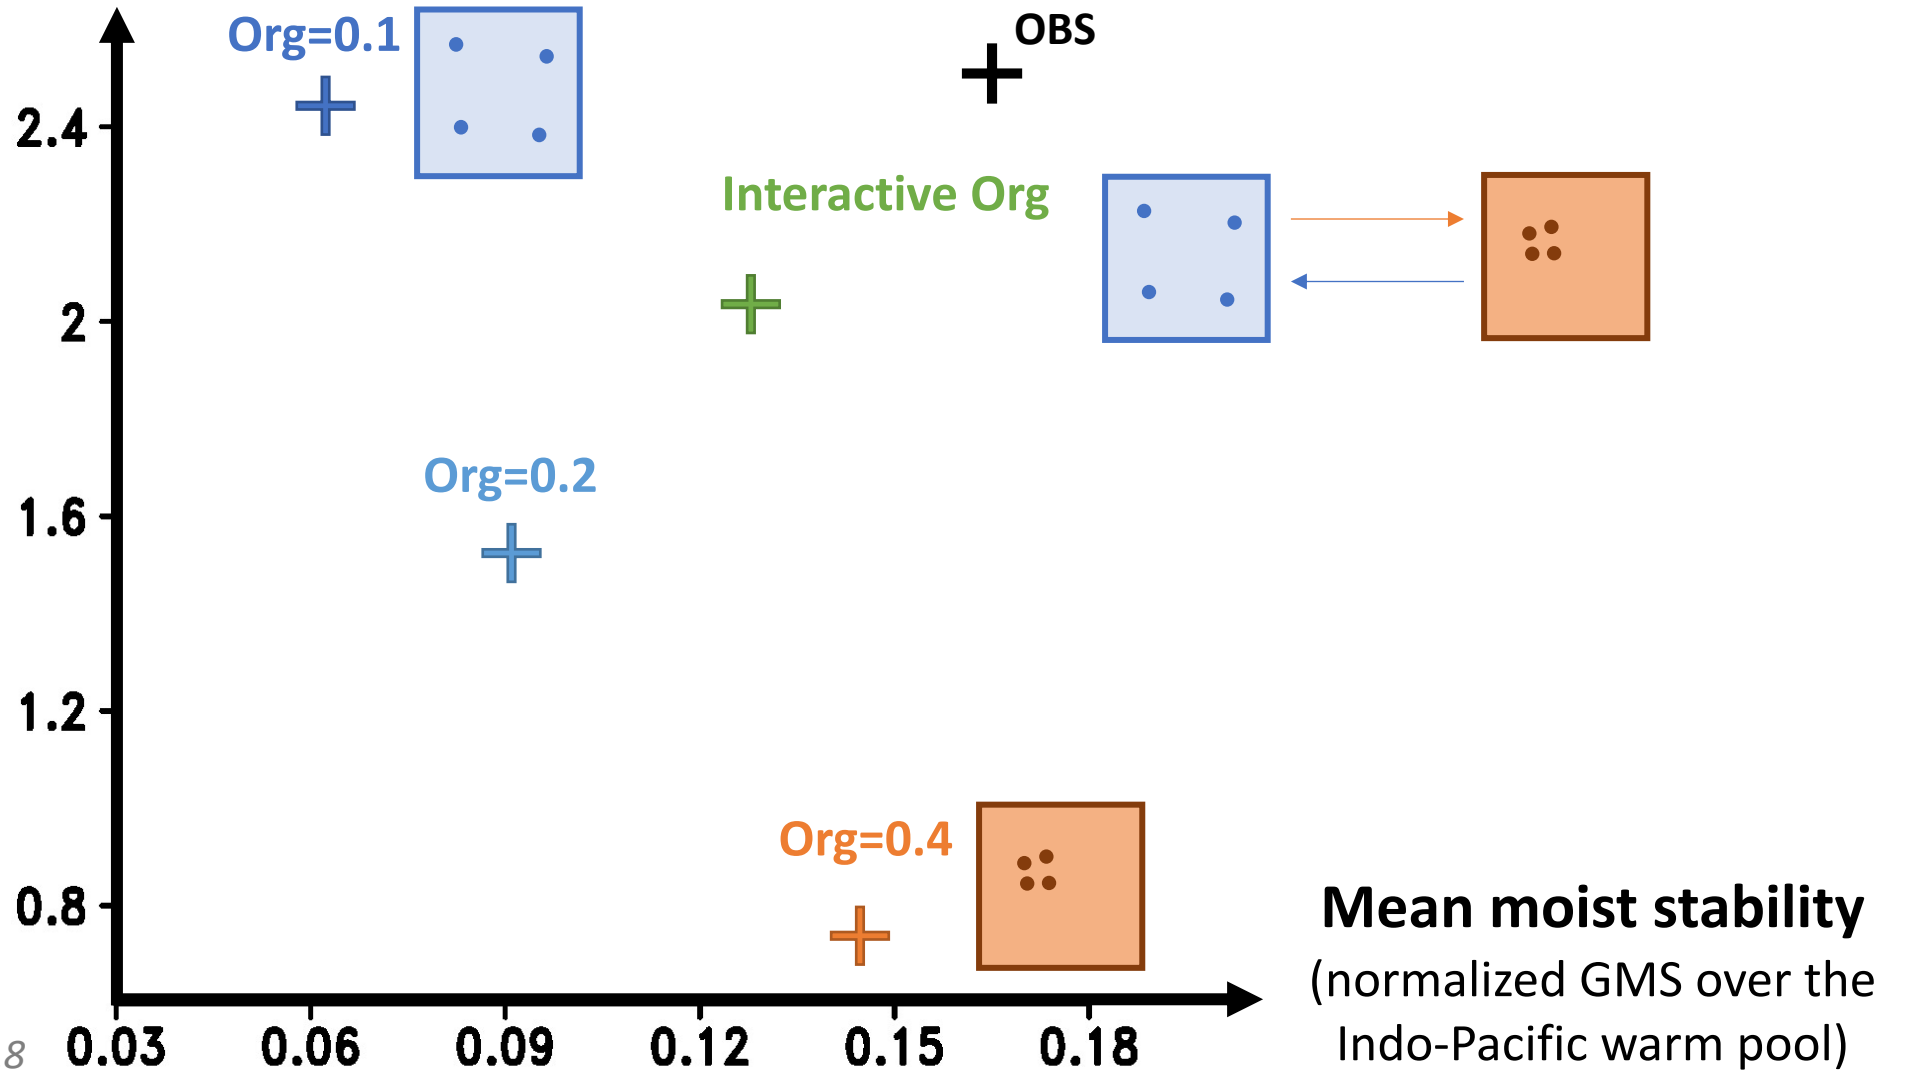 Org=0.1
OBS
2.4
Interactive Org
2
Org=0.2
1.6
1.2
Org=0.4
0.8
Mean moist stability
(normalized GMS over the
Indo-Pacific warm pool)
0.03 0.06 0.09 0.12 0.15 0.18
8